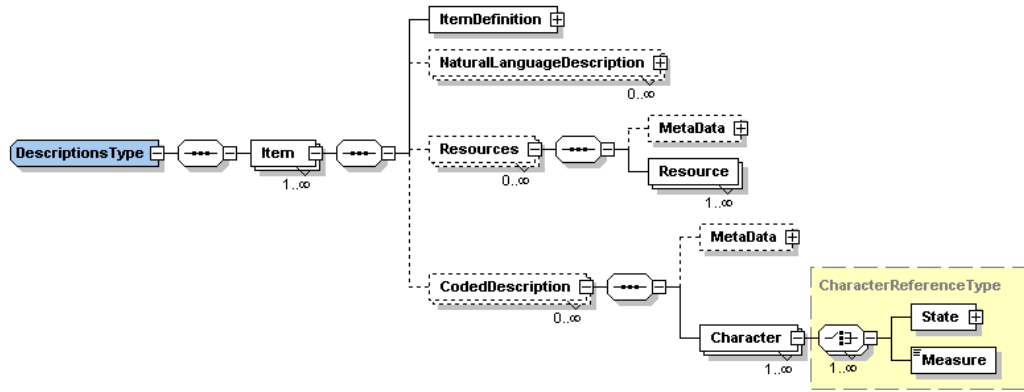 ItemDefinition
NaturalLanguageDescription
0..∞
DescriptionsType
Item
1..∞
Resources
0..∞
MetaData
Resource
1..∞
CodedDescription
0..∞
MetaData
Character
1..∞
CharacterReferenceType
1..∞
State
Measure